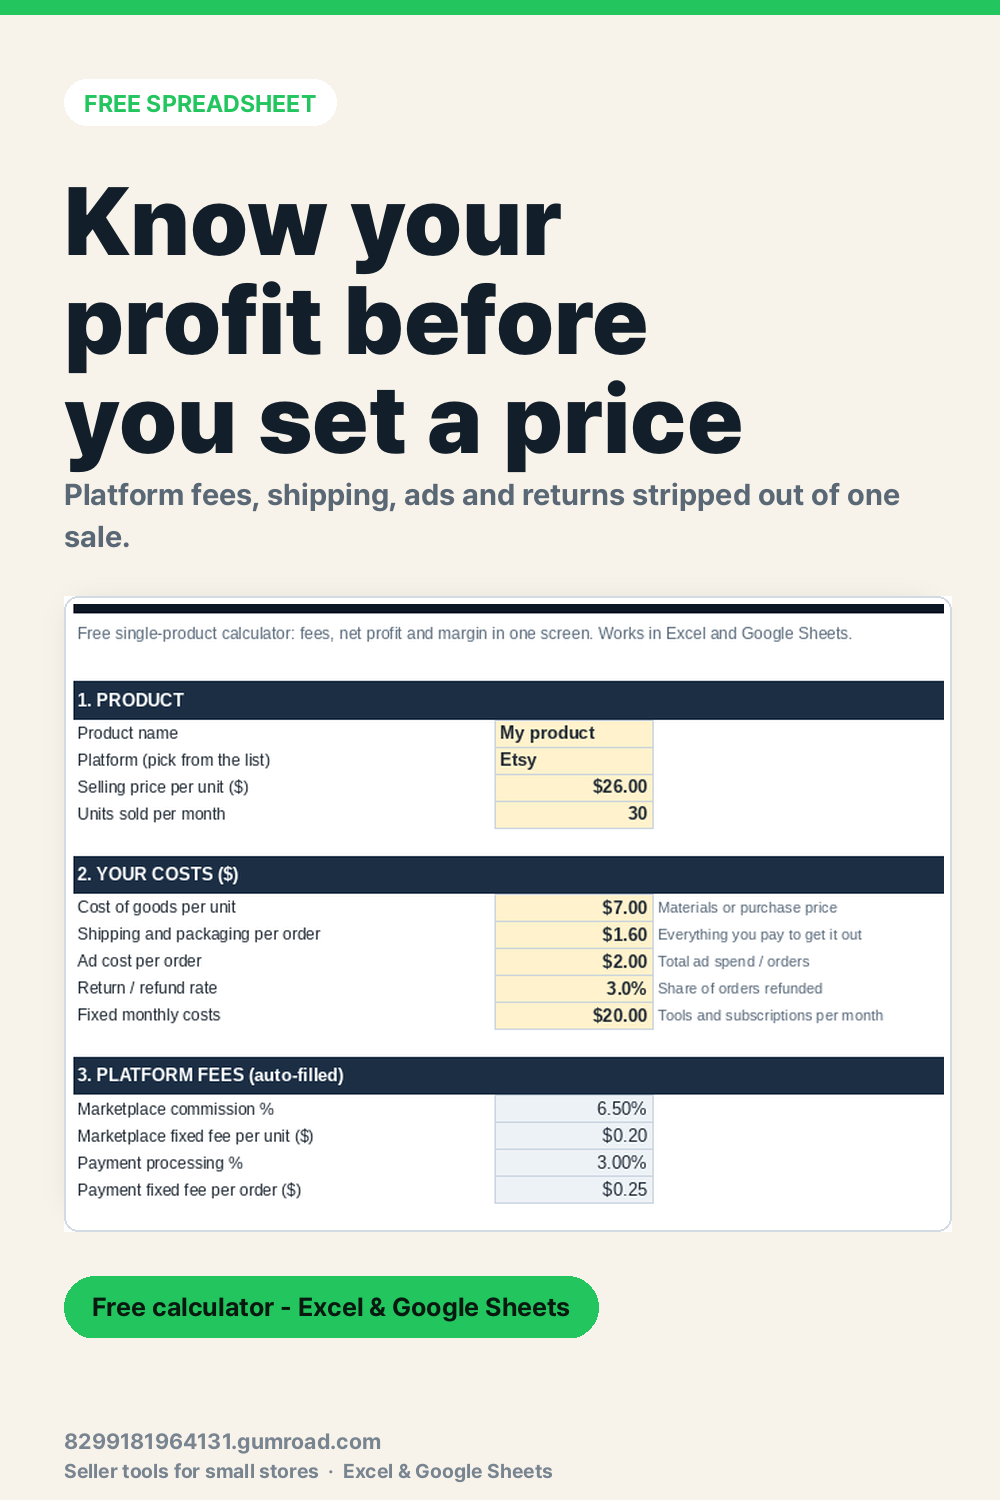 FREE SPREADSHEET
Know your
profit before
you set a price
Platform fees, shipping, ads and returns stripped out of one
sale.
Free single-product calculator: fees, net profit and margin in one screen. Works in Excel and Google Sheets.
1. PRODUCT
Product name My product
Platform (pick from the list) Etsy
Selling price per unit ($) $26.00
Units sold per month 30
2. YOUR COSTS ($)
Cost of goods per unit $7.00 Materials or purchase price
Shipping and packaging per order $1.60 Everything you pay to get it out
Ad cost per order $2.00 Total ad spend / orders
Return / refund rate 3.0% Share of orders refunded
Fixed monthly costs $20.00 Tools and subscriptions per month
3. PLATFORM FEES (auto-filled)
Marketplace commission % 6.50%
Marketplace fixed fee per unit ($) $0.20
Payment processing % 3.00%
Payment fixed fee per order ($) $0.25
Free calculator - Excel & Google Sheets
8299181964131.gumroad.com
Seller tools for small stores · Excel & Google Sheets